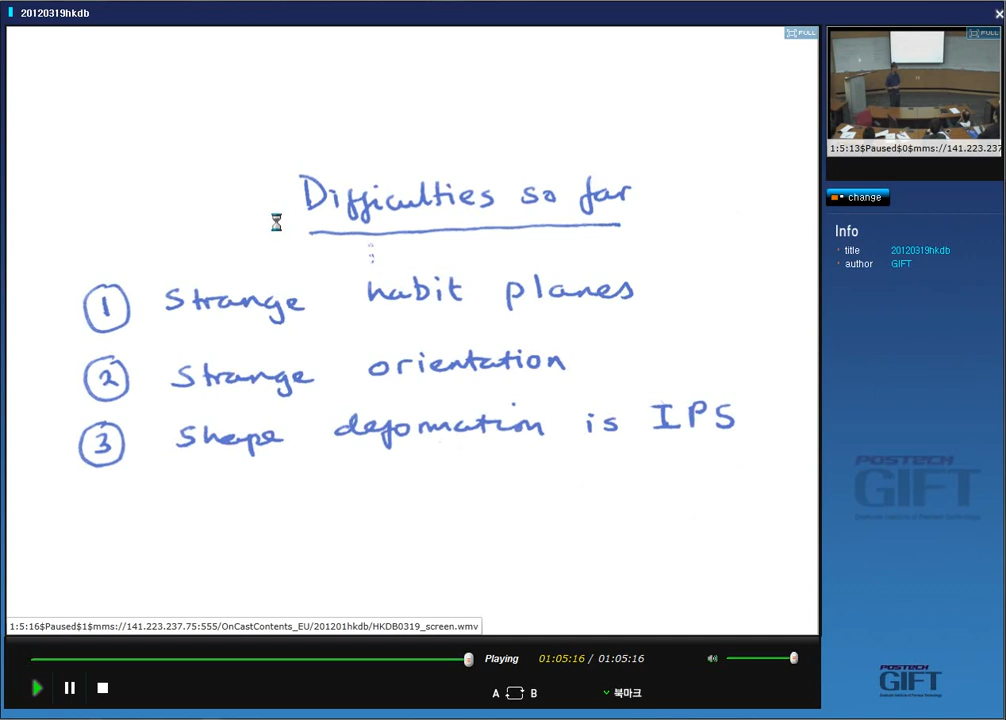 20120319hkdb
FULL
FULL
Difficulties so far
1 Strange habit planes
2 Strange orientation
3 Shape deformation is IPS
1:5:13$Paused$0$mms://141.223.237
change
Info
title 20120319hkdb
author GIFT
POSTECH
GIFT
1:5:16$Paused$1$mms://141.223.237.75:555/OnCastContents_EU/201201hkdb/HKDB0319_screen.wmv
Playing 01:05:16 / 01:05:16
A B 북마크
POSTECH
GIFT